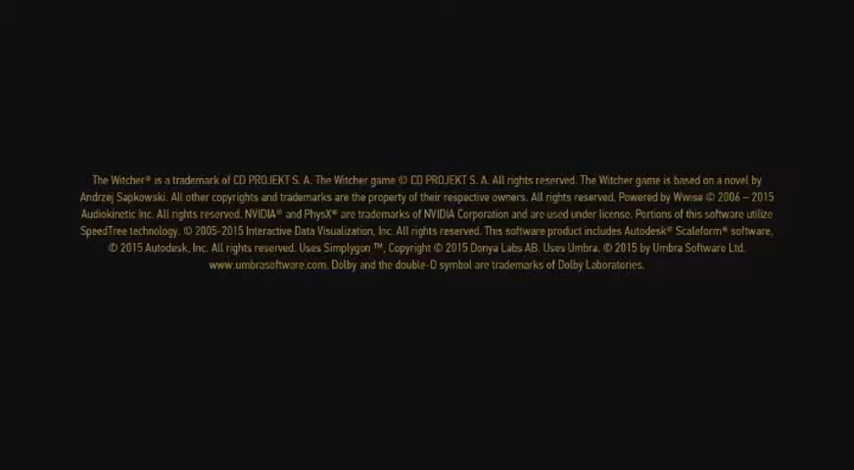 The Witcher® is a trademark of CD PROJEKT S. A. The Witcher game © CD PROJEKT S. A. All rights reserved. The Witcher game is based on a novel by
Andrzej Sapkowski. All other copyrights and trademarks are the property of their respective owners. All rights reserved. Powered by Wwise © 2006 – 2015
Audiokinetic Inc. All rights reserved. NVIDIA® and PhysX® are trademarks of NVIDIA Corporation and are used under license. Portions of this software utilize
SpeedTree technology. © 2005-2015 Interactive Data Visualization, Inc. All rights reserved. This software product includes Autodesk® Scaleform® software,
© 2015 Autodesk, Inc. All rights reserved. Uses Simplygon ™, Copyright © 2015 Donya Labs AB. Uses Umbra. © 2015 by Umbra Software Ltd.
www.umbrasoftware.com. Dolby and the double-D symbol are trademarks of Dolby Laboratories.